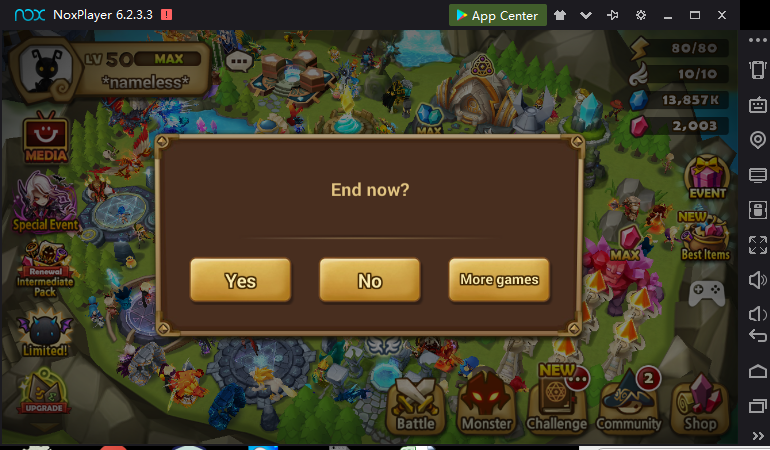 nox NoxPlayer 6.2.3.3
App Center
LV 50 MAX
*nameless*
80/80
10/10
13,857K
2,003
MAX
MEDIA
End now?
EVENT
Special Event
NEW
Best Items
MAX
Renewal
Intermediate
Pack
Yes
No
More games
Limited!
UPGRADE
NEW
2
Battle
Monster
Challenge
Community
Shop